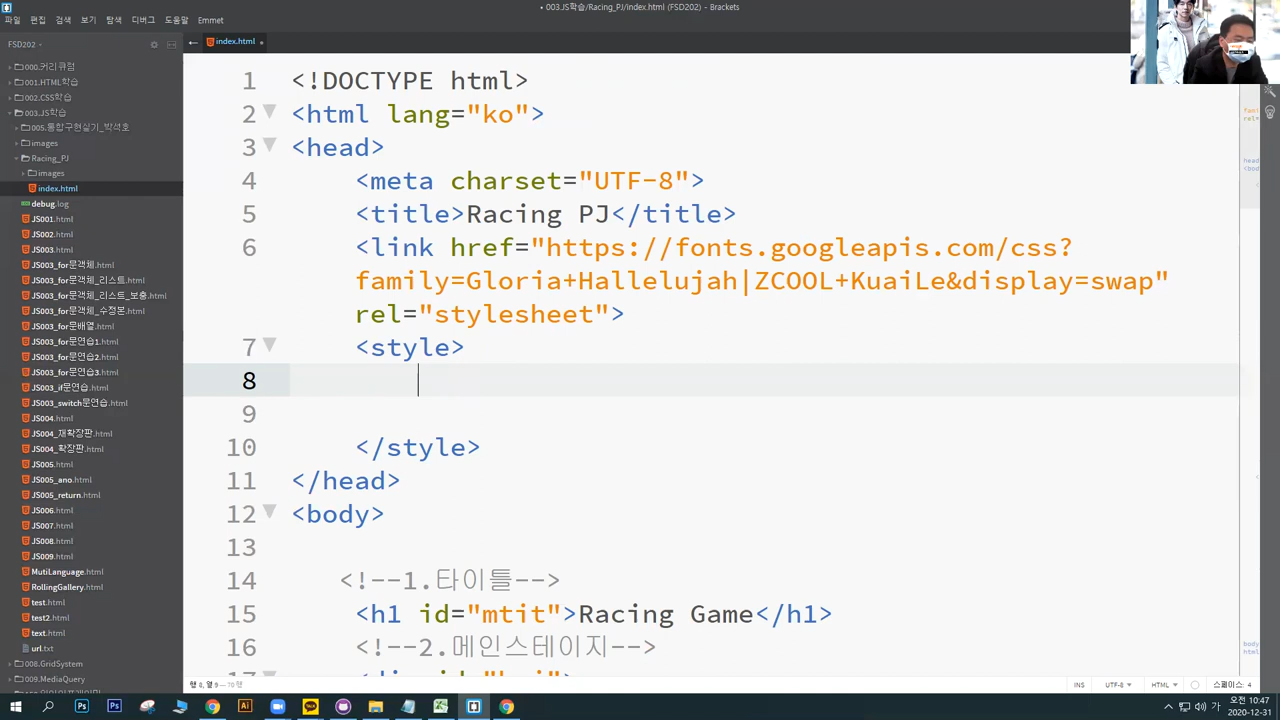 003.JS학습/Racing_PJ/index.html (FSD202) - Brackets
파일 편집 검색 보기 탐색 디버그 도움말 Emmet
FSD202
index.html
000.커리큐럼
001.HTML학습
002.CSS학습
003.JS학습
005.통합구현실기_박석호
images
Racing_PJ
images
index.html
debug.log
JS001.html
JS002.html
JS003.html
JS003_for문객체.html
JS003_for문객체_리스트.html
JS003_for문객체_리스트_보충.html
JS003_for문객체_수정몬.html
JS003_for문배열.html
JS003_for문연습1.html
JS003_for문연습2.html
JS003_for문연습3.html
JS003_if문연습.html
JS003_switch문연습.html
JS004.html
JS004_재확장판.html
JS004_확장판.html
JS005.html
JS005_ano.html
JS005_return.html
JS006.html
JS007.html
JS008.html
JS009.html
MutiLanguage.html
RollingGallery.html
test.html
test2.html
text.html
url.txt
008.GridSystem
009.MediaQuery
1 <!DOCTYPE html>
2 <html lang="ko">
3 <head>
4 <meta charset="UTF-8">
5 <title>Racing PJ</title>
6 <link href="https://fonts.googleapis.com/css?
family=Gloria+Hallelujah|ZCOOL+KuaiLe&display=swap"
rel="stylesheet">
7 <style>
8
9
10 </style>
11 </head>
12 <body>
13
14 <!--1.타이틀-->
15 <h1 id="mtit">Racing Game</h1>
16 <!--2.메인스테이지-->
행 8, 열 9 — 70 행
INS UTF-8 HTML 스페이스: 4
가 오전 10:47
2020-12-31